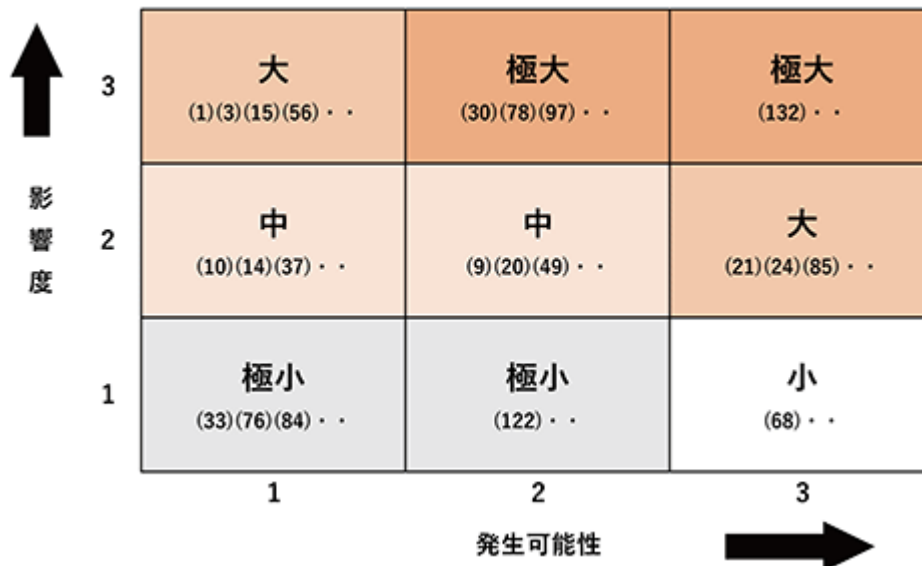 大
極大
極大
3
(1)(3)(15)(56)・・
(30)(78)(97)・・
(132)・・
影響度
中
中
大
2
(10)(14)(37)・・
(9)(20)(49)・・
(21)(24)(85)・・
極小
極小
小
1
(33)(76)(84)・・
(122)・・
(68)・・
1
2
3
発生可能性